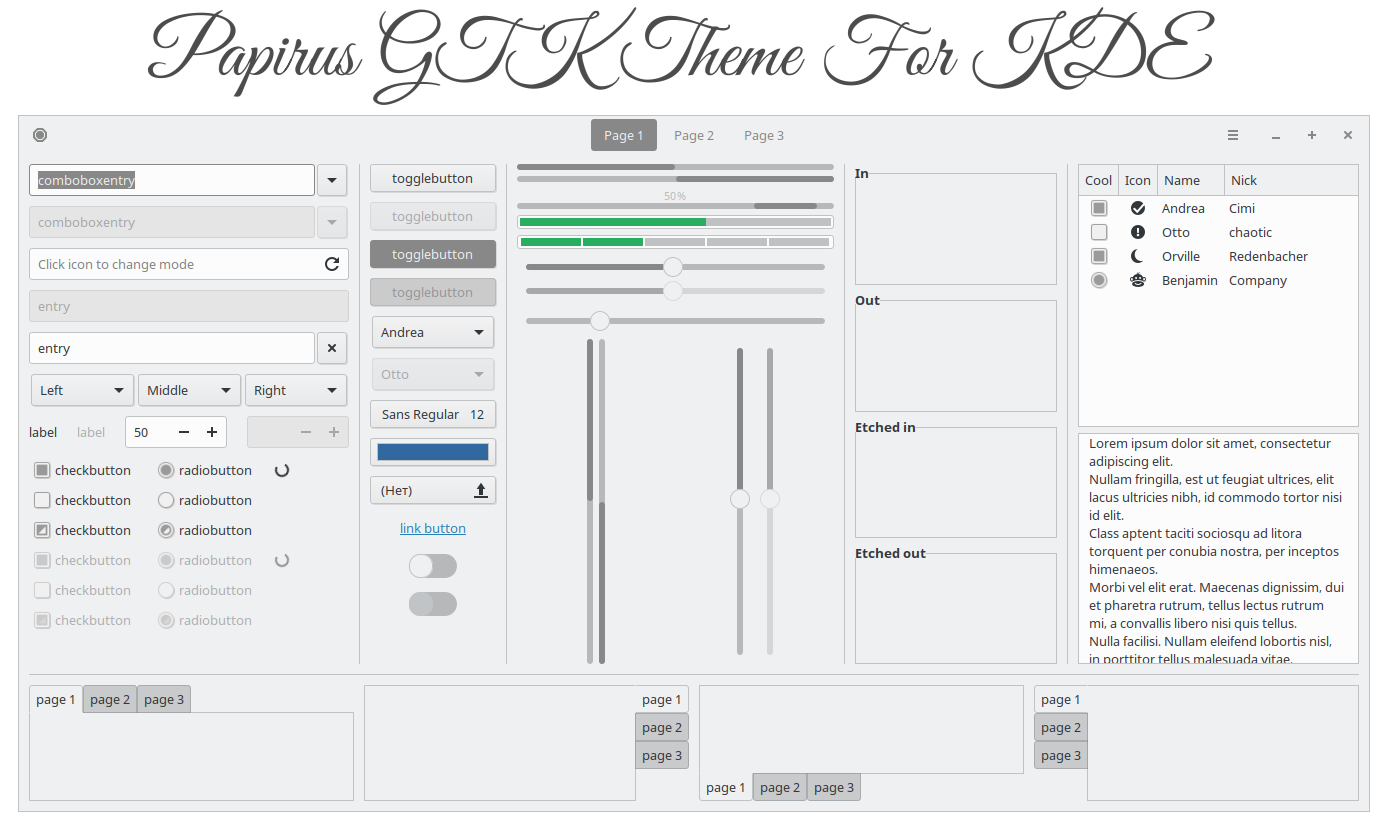 Papirus GTK Theme For KDE
Page 1 Page 2 Page 3
comboboxentry
comboboxentry
Click icon to change mode
entry
entry
Left Middle Right
label label 50
checkbutton radiobutton
checkbutton radiobutton
checkbutton radiobutton
checkbutton radiobutton
checkbutton radiobutton
checkbutton radiobutton
togglebutton
togglebutton
togglebutton
togglebutton
Andrea
Otto
Sans Regular 12
(Нет)
link button
50 %
In
Out
Etched in
Etched out
Cool Icon Name Nick
Andrea Cimi
Otto chaotic
Orville Redenbacher
Benjamin Company
Lorem ipsum dolor sit amet, consectetur
adipiscing elit.
Nullam fringilla, est ut feugiat ultrices, elit
lacus ultricies nibh, id commodo tortor nisi
id elit.
Class aptent taciti sociosqu ad litora
torquent per conubia nostra, per inceptos
himenaeos.
Morbi vel elit erat. Maecenas dignissim, dui
et pharetra rutrum, tellus lectus rutrum
mi, a convallis libero nisi quis tellus.
Nulla facilisi. Nullam eleifend lobortis nisl,
in porttitor tellus malesuada vitae.
page 1 page 2 page 3
page 1
page 2
page 3
page 1 page 2 page 3
page 1
page 2
page 3